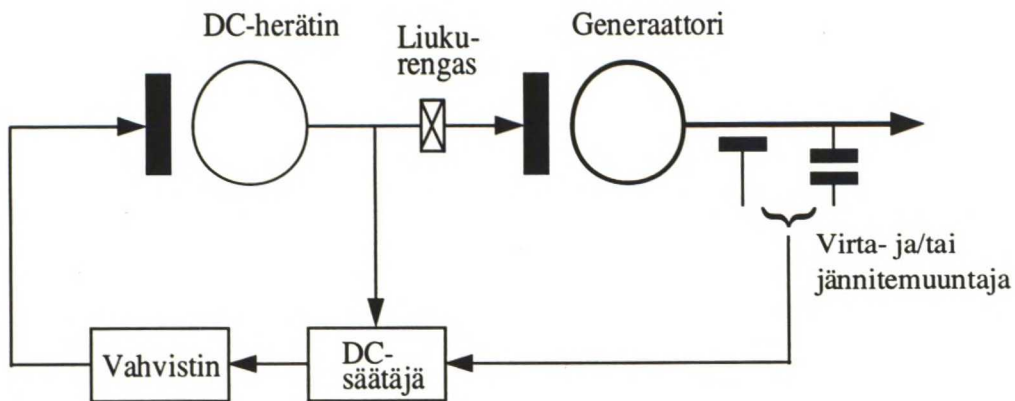 DC-herätin
Liuku-
rengas
Generaattori
Virta- ja/tai
jännitemuuntaja
Vahvistin
DC-
säätäjä